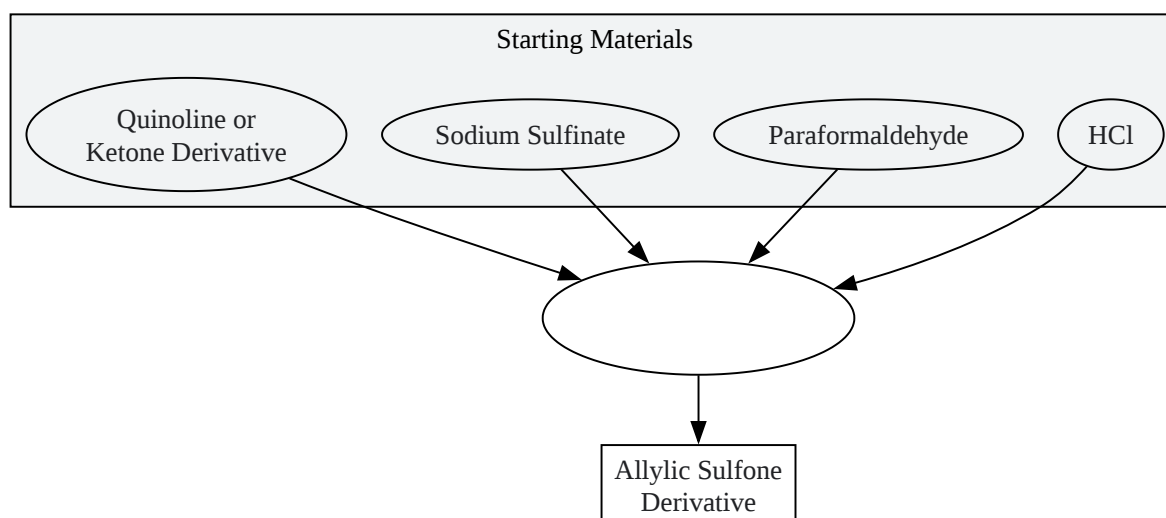 Starting Materials
Quinoline or
Ketone Derivative
Sodium Sulfinate
Paraformaldehyde
HCl
Allylic Sulfone
Derivative